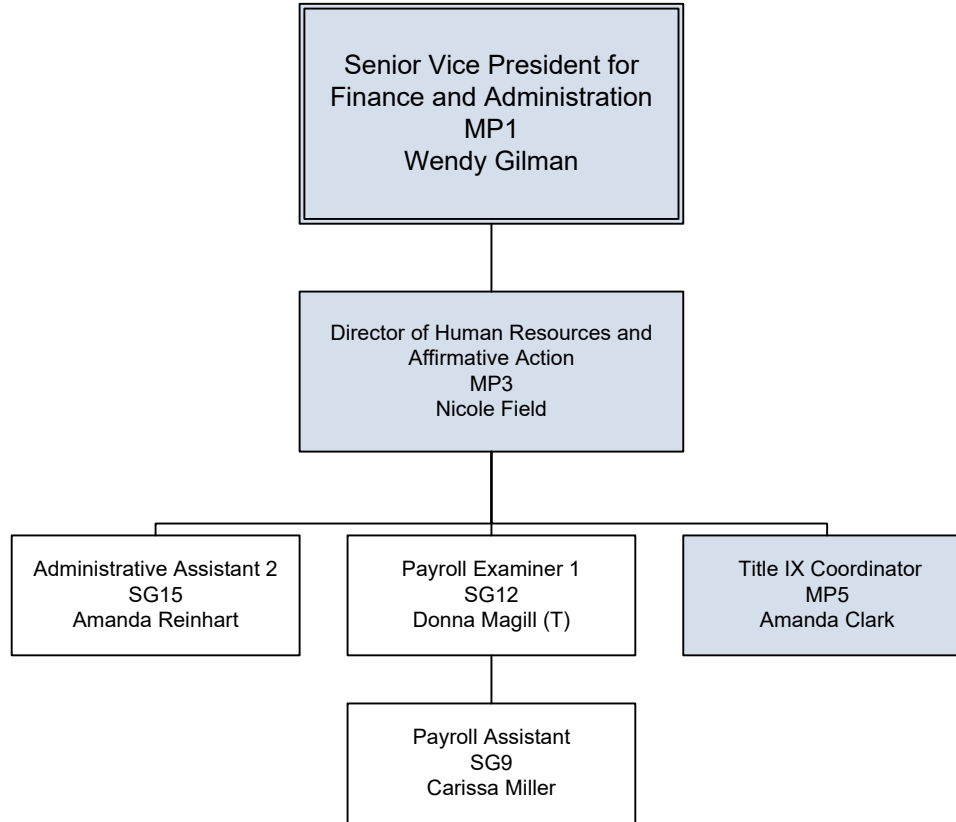 Senior Vice President for
Finance and Administration
MP1
Wendy Gilman
Director of Human Resources and
Affirmative Action
MP3
Nicole Field
Administrative Assistant 2
SG15
Amanda Reinhart
Payroll Examiner 1
SG12
Donna Magill (T)
Title IX Coordinator
MP5
Amanda Clark
Payroll Assistant
SG9
Carissa Miller